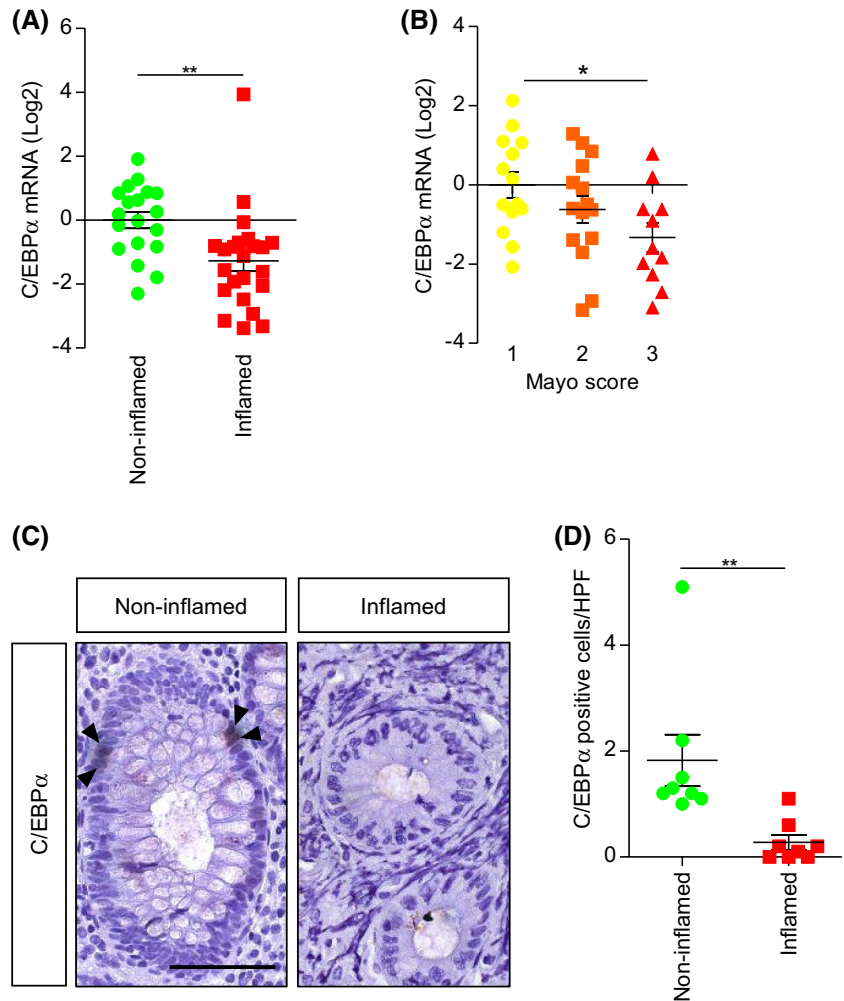 (A)
6
4
2
0
-2
-4
C/EBPα mRNA (Log2)
**
Non-inflamed
Inflamed
(B)
4
2
0
-2
-4
C/EBPα mRNA (Log2)
*
1 2 3
Mayo score
(C)
Non-inflamed Inflamed
C/EBPα
(D)
6
4
2
0
C/EBPα positive cells/HPF
**
Non-inflamed
Inflamed